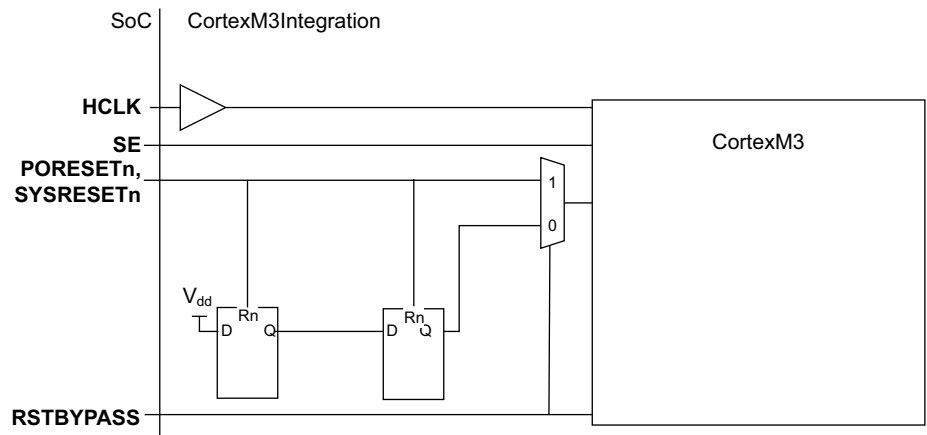 SoC CortexM3Integration
HCLK
SE
CortexM3
PORESETn,
SYSRESETn
1
0
Vdd
Rn
D Q
Rn
D Q
RSTBYPASS